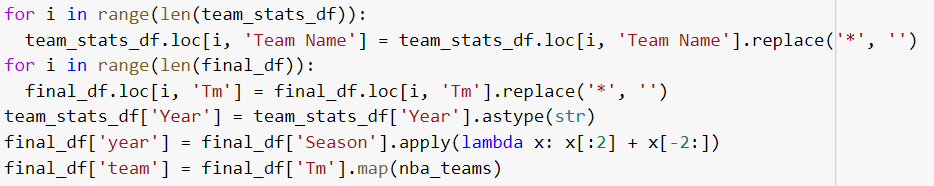 for i in range(len(team_stats_df)):
  team_stats_df.loc[i, 'Team Name'] = team_stats_df.loc[i, 'Team Name'].replace('*', '')
for i in range(len(final_df)):
  final_df.loc[i, 'Tm'] = final_df.loc[i, 'Tm'].replace('*', '')
team_stats_df['Year'] = team_stats_df['Year'].astype(str)
final_df['year'] = final_df['Season'].apply(lambda x: x[:2] + x[-2:])
final_df['team'] = final_df['Tm'].map(nba_teams)